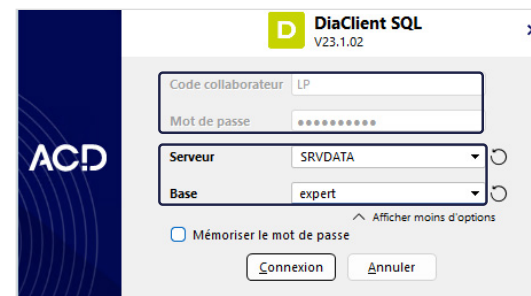 D DiaClient SQL
V23.1.02
Code collaborateur LP
Mot de passe ••••••••••
ACD
Serveur SRVDATA
Base expert
Afficher moins d'options
Mémoriser le mot de passe
Connexion Annuler